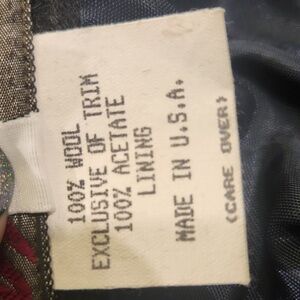 100% WOOL
EXCLUSIVE OF TRIM
100% ACETATE
LINING
MADE IN U.S.A.
(CARE OVER)